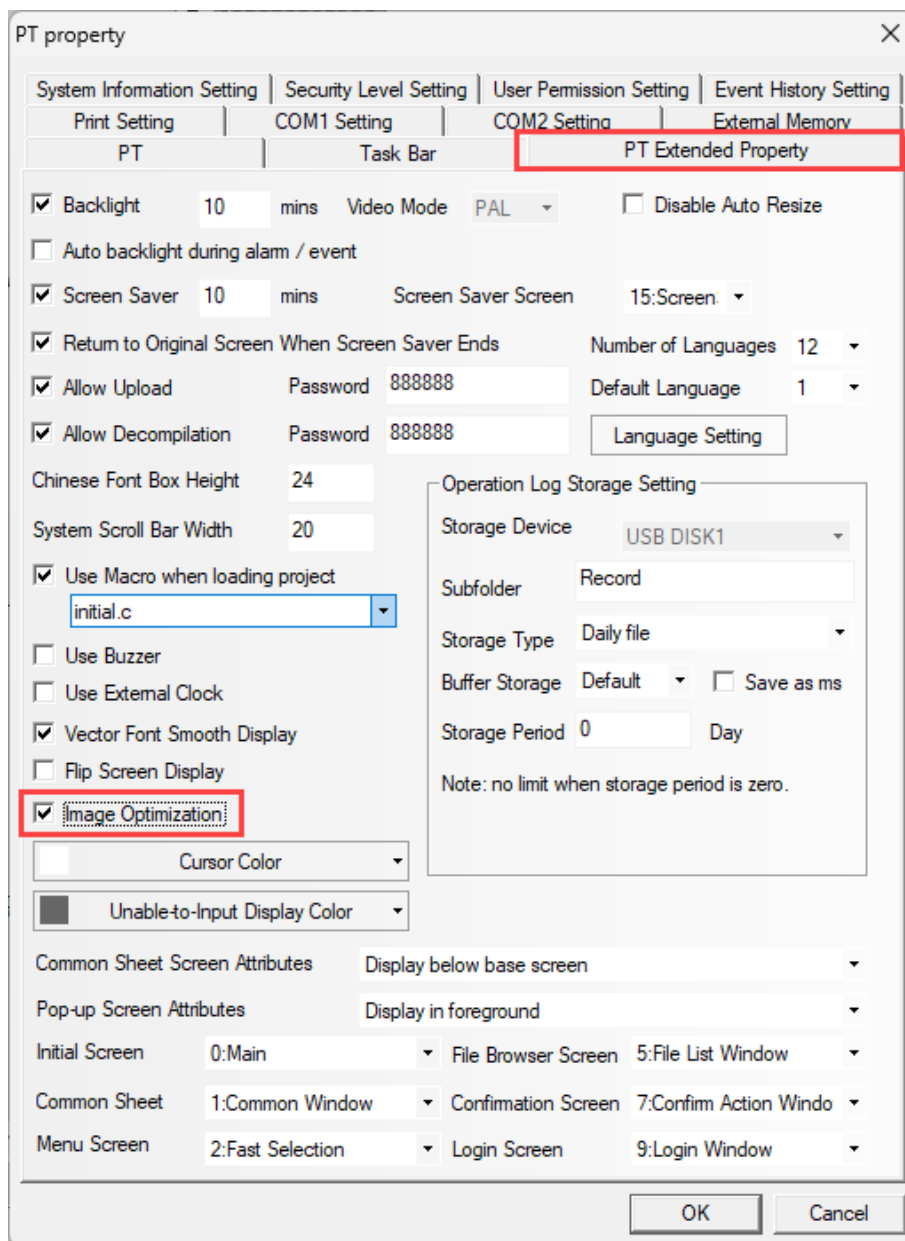 PT property
System Information Setting Security Level Setting User Permission Setting Event History Setting
Print Setting COM1 Setting COM2 Setting External Memory
PT Task Bar PT Extended Property
Backlight 10 mins Video Mode PAL Disable Auto Resize
Auto backlight during alarm / event
Screen Saver 10 mins Screen Saver Screen 15:Screen
Return to Original Screen When Screen Saver Ends Number of Languages 12
Allow Upload Password 888888 Default Language 1
Allow Decompilation Password 888888 Language Setting
Chinese Font Box Height 24
Operation Log Storage Setting
System Scroll Bar Width 20
Storage Device USB DISK1
Use Macro when loading project
Subfolder Record
initial.c
Storage Type Daily file
Use Buzzer
Buffer Storage Default Save as ms
Use External Clock
Storage Period 0 Day
Vector Font Smooth Display
Flip Screen Display
Note: no limit when storage period is zero.
Image Optimization
Cursor Color
Unable-to-Input Display Color
Common Sheet Screen Attributes Display below base screen
Pop-up Screen Attributes Display in foreground
Initial Screen 0:Main File Browser Screen 5:File List Window
Common Sheet 1:Common Window Confirmation Screen 7:Confirm Action Windo
Menu Screen 2:Fast Selection Login Screen 9:Login Window
OK Cancel